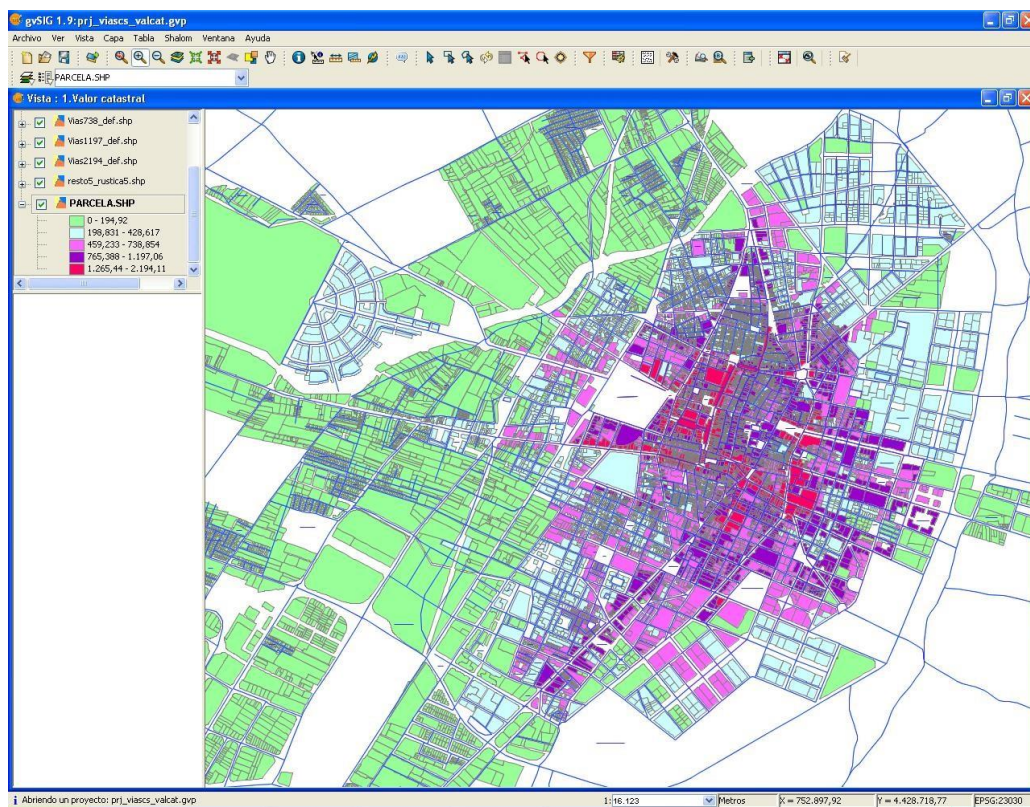 gvSIG 1.9:prj_viascs_valcat.gvp
Archivo Ver Vista Capa Tabla Shalom Ventana Ayuda
PARCELA.SHP
Vista : 1.Valor catastral
Vias738_def.shp
Vias1197_def.shp
Vias2194_def.shp
resto5_rustica5.shp
PARCELA.SHP
0 - 194,92
198,831 - 428,617
459,233 - 738,854
765,388 - 1.197,06
1.265,44 - 2.194,11
Abriendo un proyecto: prj_viascs_valcat.gvp 1: 16.123 Metros X = 752.897,92 Y = 4.428.718,77 EPSG:23030